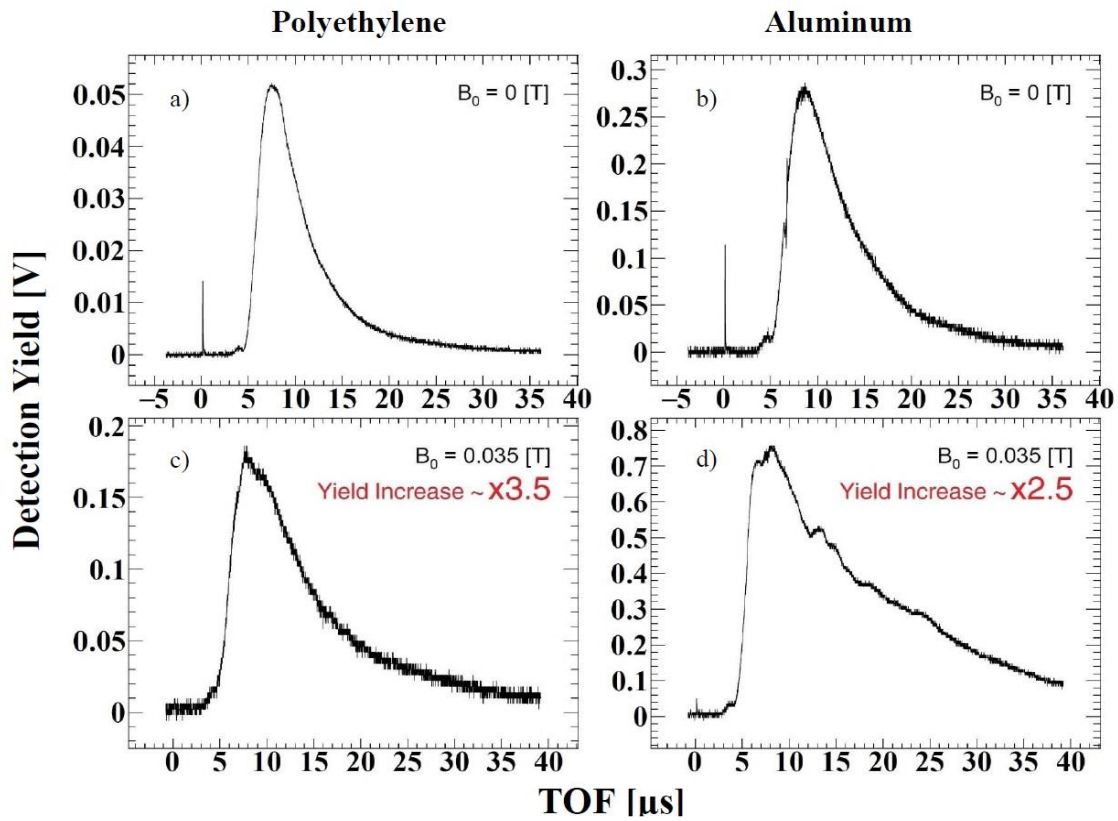 Polyethylene
Aluminum
Detection Yield [V]
a)
B₀ = 0 [T]
0.05
0.04
0.03
0.02
0.01
0
−5 0 5 10 15 20 25 30 35 40
b)
B₀ = 0 [T]
0.3
0.25
0.2
0.15
0.1
0.05
0
−5 0 5 10 15 20 25 30 35 40
c)
B₀ = 0.035 [T]
Yield Increase ~ x3.5
0.2
0.15
0.1
0.05
0
0 5 10 15 20 25 30 35 40
d)
B₀ = 0.035 [T]
Yield Increase ~ x2.5
0.8
0.7
0.6
0.5
0.4
0.3
0.2
0.1
0
0 5 10 15 20 25 30 35 40
TOF [μs]